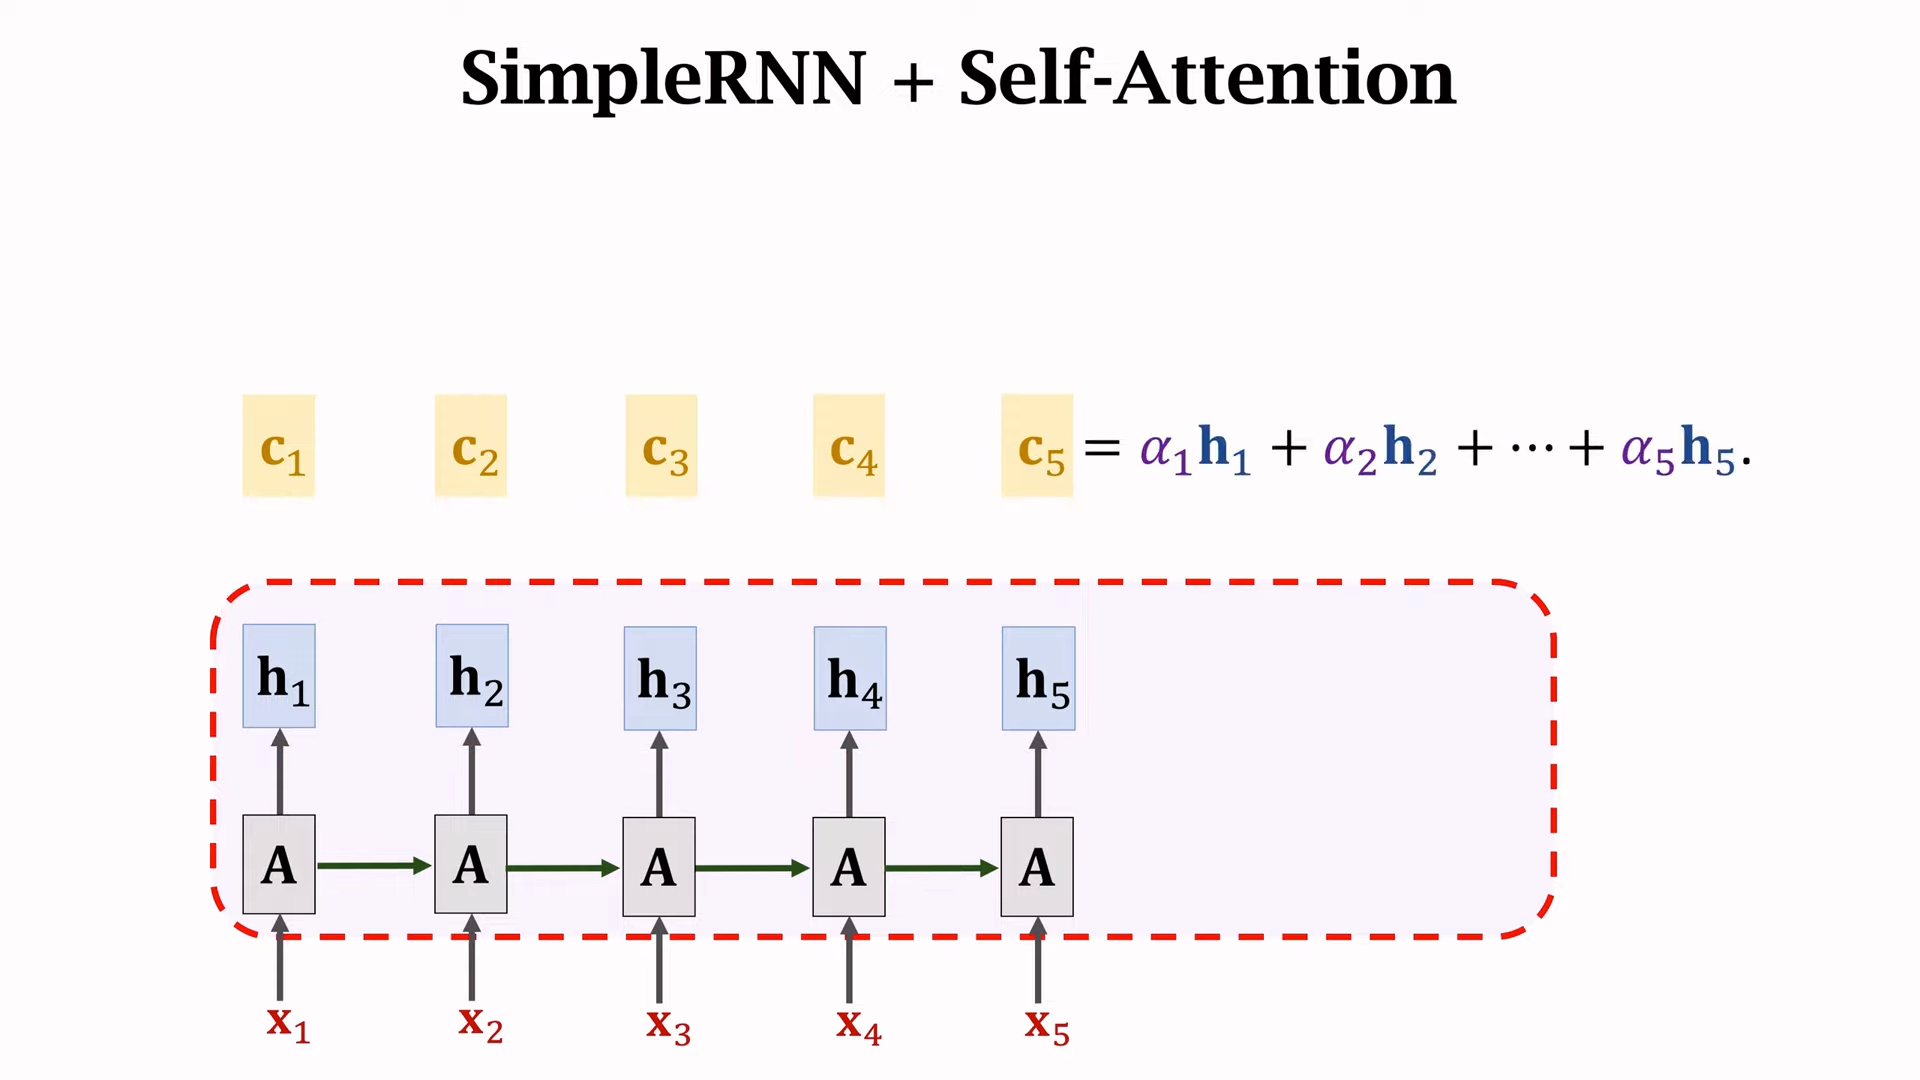 SimpleRNN + Self-Attention
c₁ c₂ c₃ c₄ c₅ = α₁h₁ + α₂h₂ + ⋯ + α₅h₅.
h₁ h₂ h₃ h₄ h₅
A A A A A
x₁ x₂ x₃ x₄ x₅